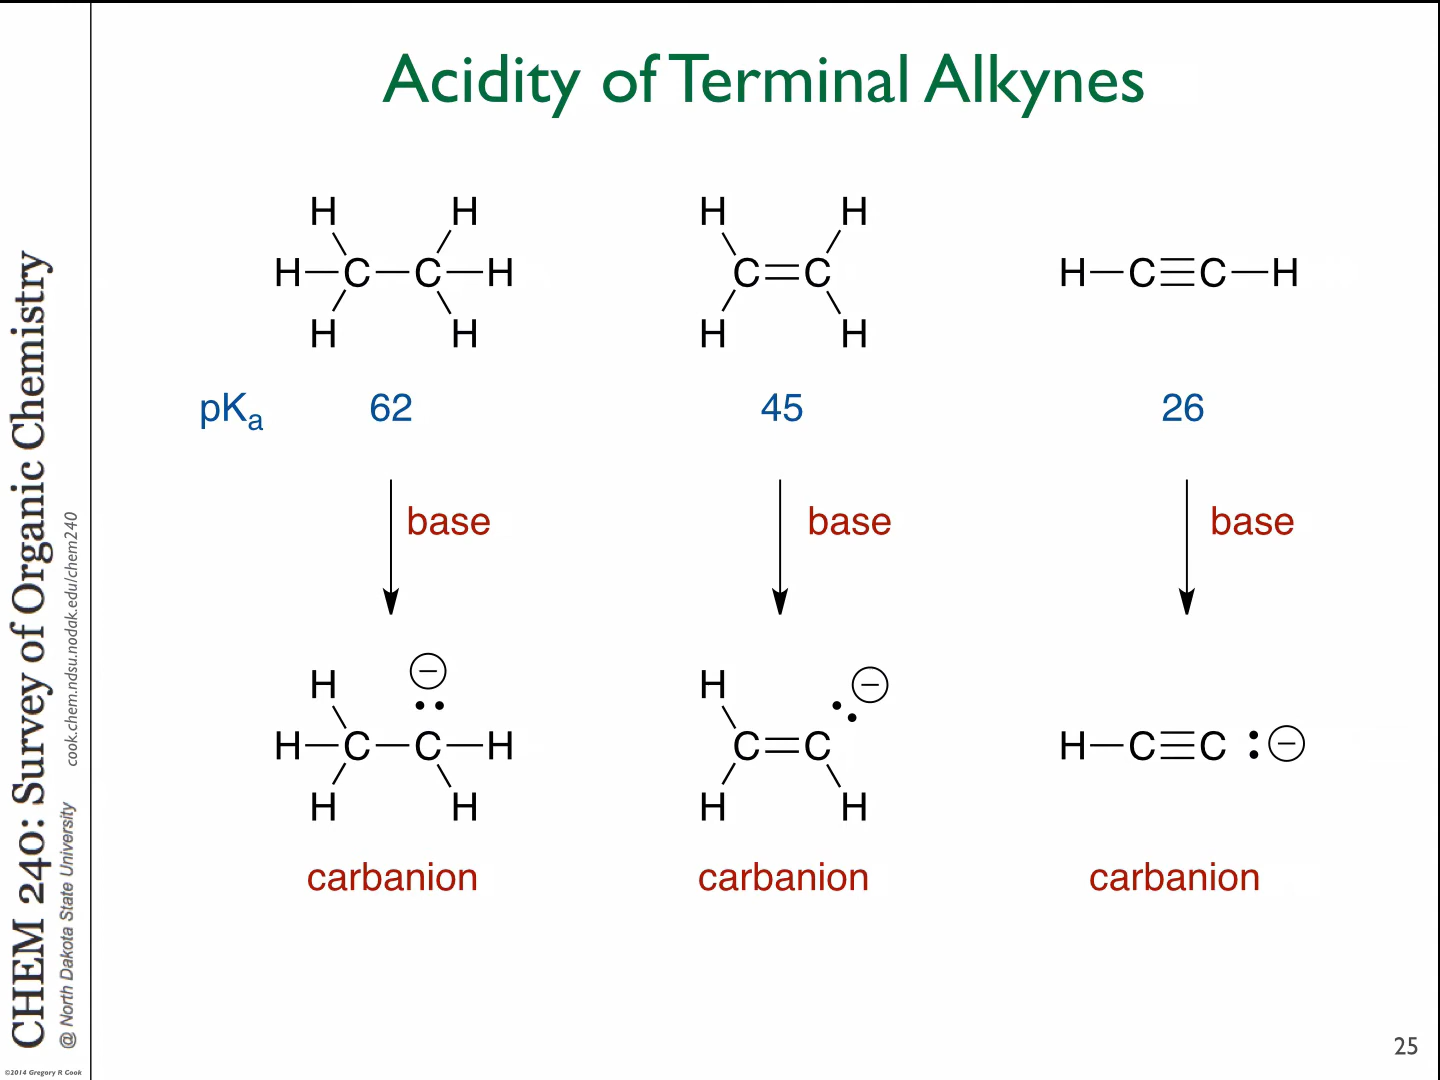 Acidity of Terminal Alkynes
H H H H
H C C H C C H C C H
H H H H
pKa 62 45 26
base base base
H H
H C C H C C H C C
H H H H
carbanion carbanion carbanion
25
CHEM 240: Survey of Organic Chemistry
@ North Dakota State University cook.chem.ndsu.nodak.edu/chem240
©2014 Gregory R Cook